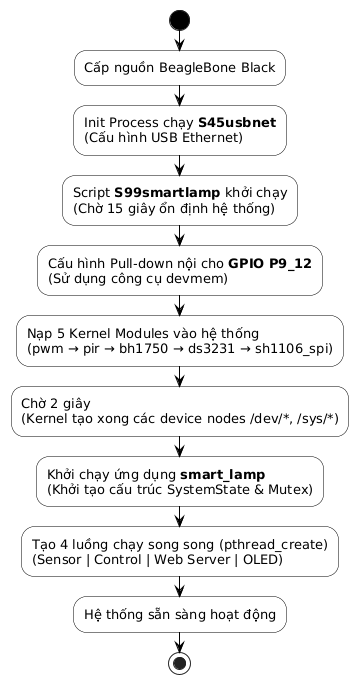 Cấp nguồn BeagleBone Black
Init Process chạy S45usbnet
(Cấu hình USB Ethernet)
Script S99smartlamp khởi chạy
(Chờ 15 giây ổn định hệ thống)
Cấu hình Pull-down nội cho GPIO P9_12
(Sử dụng công cụ devmem)
Nạp 5 Kernel Modules vào hệ thống
(pwm → pir → bh1750 → ds3231 → sh1106_spi)
Chờ 2 giây
(Kernel tạo xong các device nodes /dev/*, /sys/*)
Khởi chạy ứng dụng smart_lamp
(Khởi tạo cấu trúc SystemState & Mutex)
Tạo 4 luồng chạy song song (pthread_create)
(Sensor | Control | Web Server | OLED)
Hệ thống sẵn sàng hoạt động